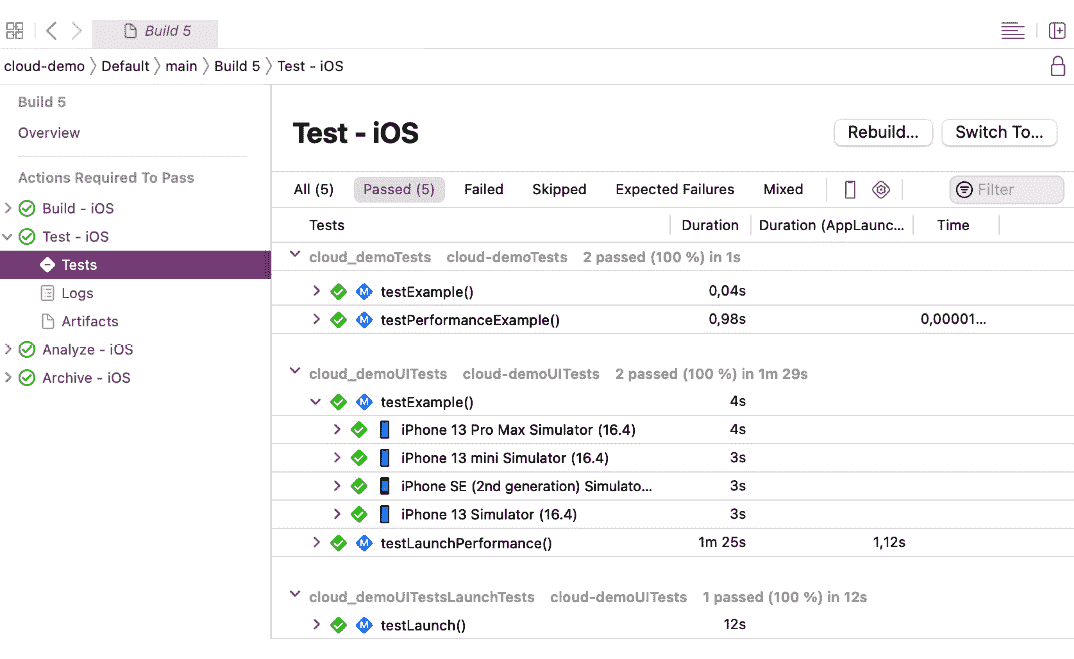 Build 5
cloud-demo 〉Default 〉main 〉Build 5 〉Test - iOS
Build 5
Overview
Actions Required To Pass
Build - iOS
Test - iOS
Tests
Logs
Artifacts
Analyze - iOS
Archive - iOS
Test - iOS
Rebuild... Switch To...
All (5) Passed (5) Failed Skipped Expected Failures Mixed Filter
Tests Duration Duration (AppLaunc... Time
cloud_demoTests cloud-demoTests 2 passed (100 %) in 1s
M testExample() 0,04s
M testPerformanceExample() 0,98s 0,00001...
cloud_demoUITests cloud-demoUITests 2 passed (100 %) in 1m 29s
M testExample() 4s
iPhone 13 Pro Max Simulator (16.4) 4s
iPhone 13 mini Simulator (16.4) 3s
iPhone SE (2nd generation) Simulato... 3s
iPhone 13 Simulator (16.4) 3s
M testLaunchPerformance() 1m 25s 1,12s
cloud_demoUITestsLaunchTests cloud-demoUITests 1 passed (100 %) in 12s
M testLaunch() 12s